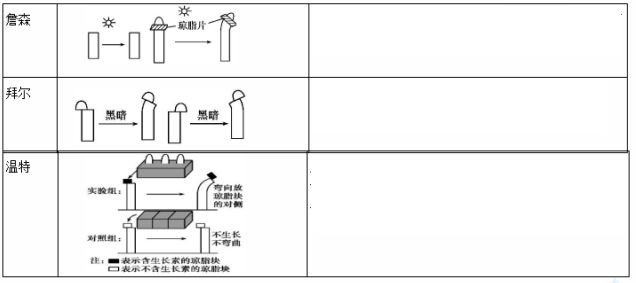 詹森
琼脂片
拜尔
黑暗
黑暗
温特
实验组：
弯向放
琼脂块
的对侧
对照组：
不生长
不弯曲
注：■表示含生长素的琼脂块
□表示不含生长素的琼脂块